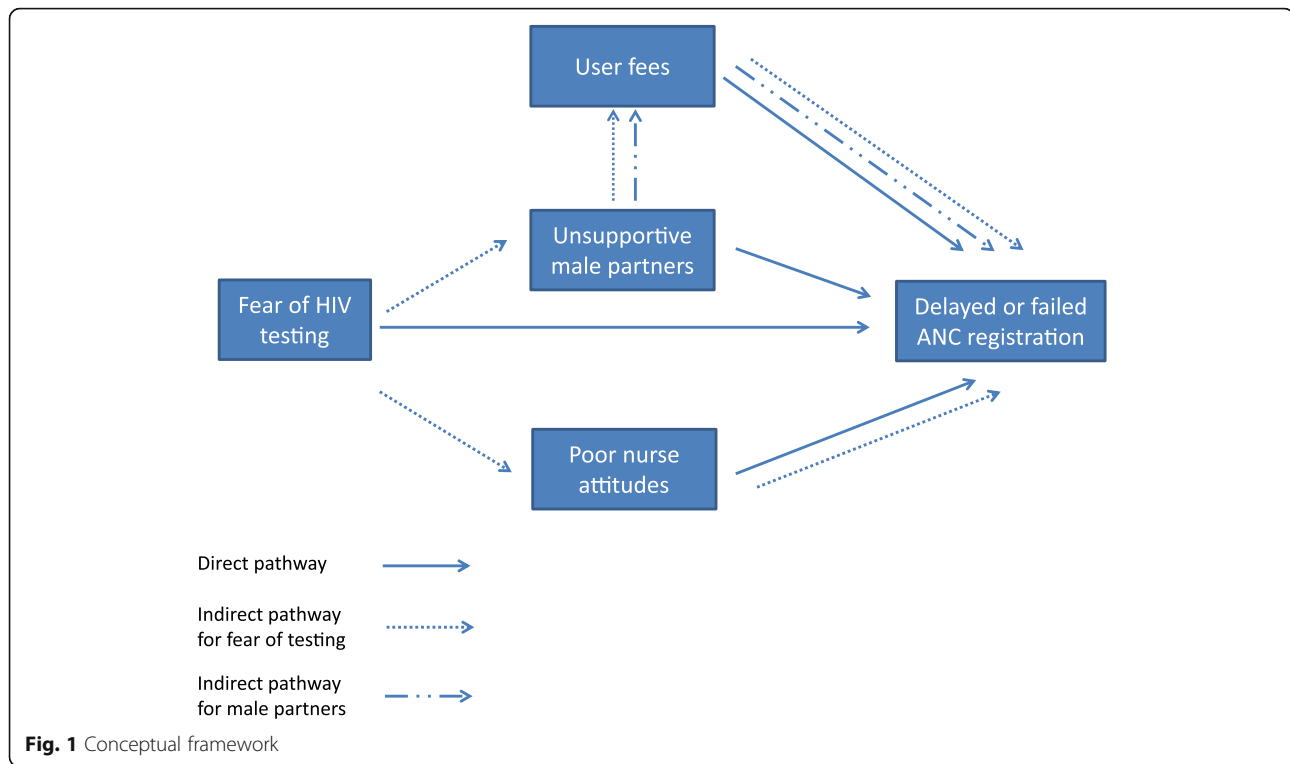 User fees
Unsupportive
male partners
Fear of HIV
testing
Delayed or failed
ANC registration
Poor nurse
attitudes
Direct pathway
Indirect pathway
for fear of testing
Indirect pathway
for male partners
Fig. 1 Conceptual framework